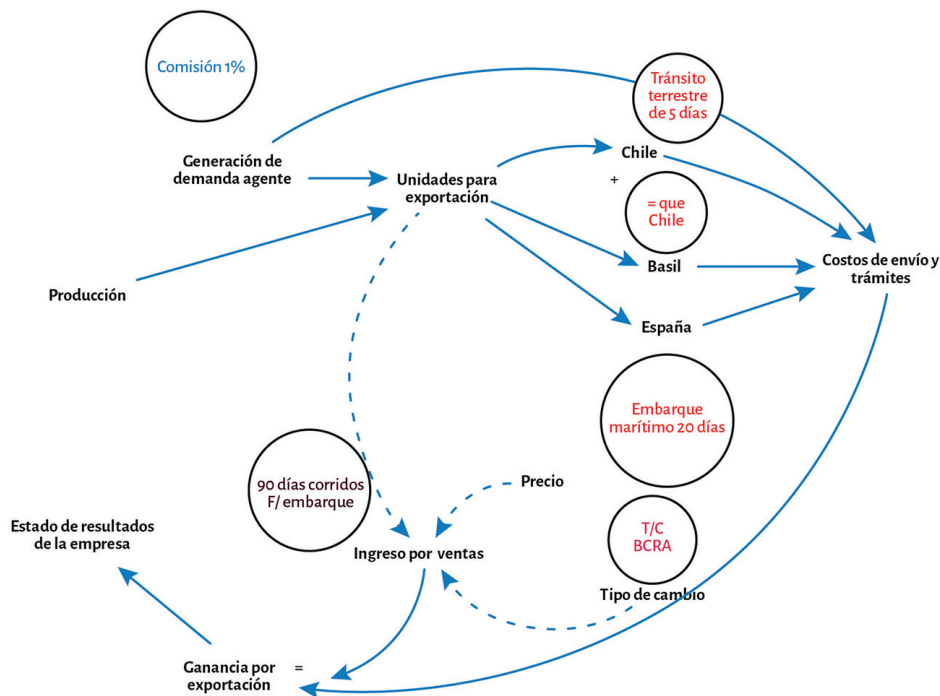 Comisión 1%
Tránsito
terrestre
de 5 días
Generación de
demanda agente
Chile
Unidades para
exportación
+
= que
Chile
Basil
Costos de envío y
trámites
Producción
España
Embarque
marítimo 20 días
90 días corridos
F/ embarque
Precio
Estado de resultados
de la empresa
T/C
BCRA
Ingreso por ventas
Tipo de cambio
Ganancia por
exportación
=